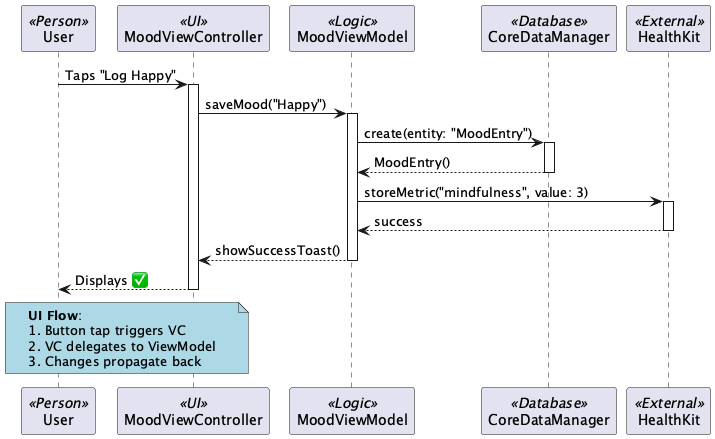 «Person»
User
«UI»
MoodViewController
«Logic»
MoodViewModel
«Database»
CoreDataManager
«External»
HealthKit
Taps "Log Happy"
saveMood("Happy")
create(entity: "MoodEntry")
MoodEntry()
storeMetric("mindfulness", value: 3)
success
showSuccessToast()
Displays ✅
UI Flow:
1. Button tap triggers VC
2. VC delegates to ViewModel
3. Changes propagate back
«Person»
User
«UI»
MoodViewController
«Logic»
MoodViewModel
«Database»
CoreDataManager
«External»
HealthKit